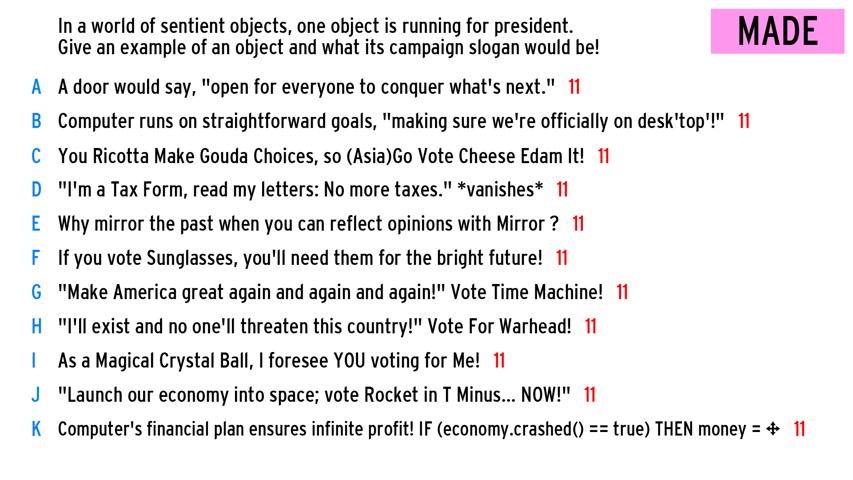 In a world of sentient objects, one object is running for president.
Give an example of an object and what its campaign slogan would be!
MADE
A A door would say, "open for everyone to conquer what's next." 11
B Computer runs on straightforward goals, "making sure we're officially on desk'top'!" 11
C You Ricotta Make Gouda Choices, so (Asia)Go Vote Cheese Edam It! 11
D "I'm a Tax Form, read my letters: No more taxes." *vanishes* 11
E Why mirror the past when you can reflect opinions with Mirror ? 11
F If you vote Sunglasses, you'll need them for the bright future! 11
G "Make America great again and again and again!" Vote Time Machine! 11
H "I'll exist and no one'll threaten this country!" Vote For Warhead! 11
I As a Magical Crystal Ball, I foresee YOU voting for Me! 11
J "Launch our economy into space; vote Rocket in T Minus... NOW!" 11
K Computer's financial plan ensures infinite profit! IF (economy.crashed() == true) THEN money = ✥ 11